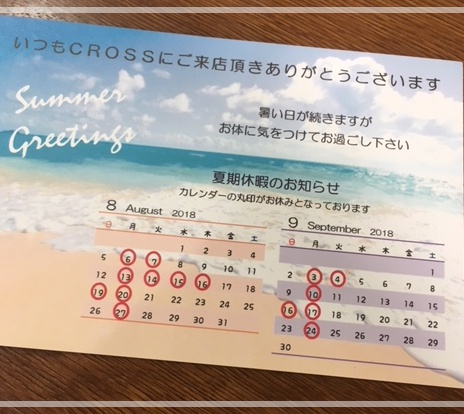 いつもCROSSにご来店頂きありがとうございます
Summer
Greetings
暑い日が続きますが
お体に気をつけてお過ごし下さい
夏期休暇のお知らせ
カレンダーの丸印がお休みとなっております
8 August 2018
日 月 火 水 木 金 土
1 2 3 4
5 6 7 8 9 10 11
12 13 14 15 16 17 18
19 20 21 22 23 24 25
26 27 28 29 30 31
9 September 2018
日 月 火 水 木 金 土
1
2 3 4 5 6 7 8
9 10 11 12 13 14 15
16 17 18 19 20 21 22
23 24 25 26 27 28 29
30